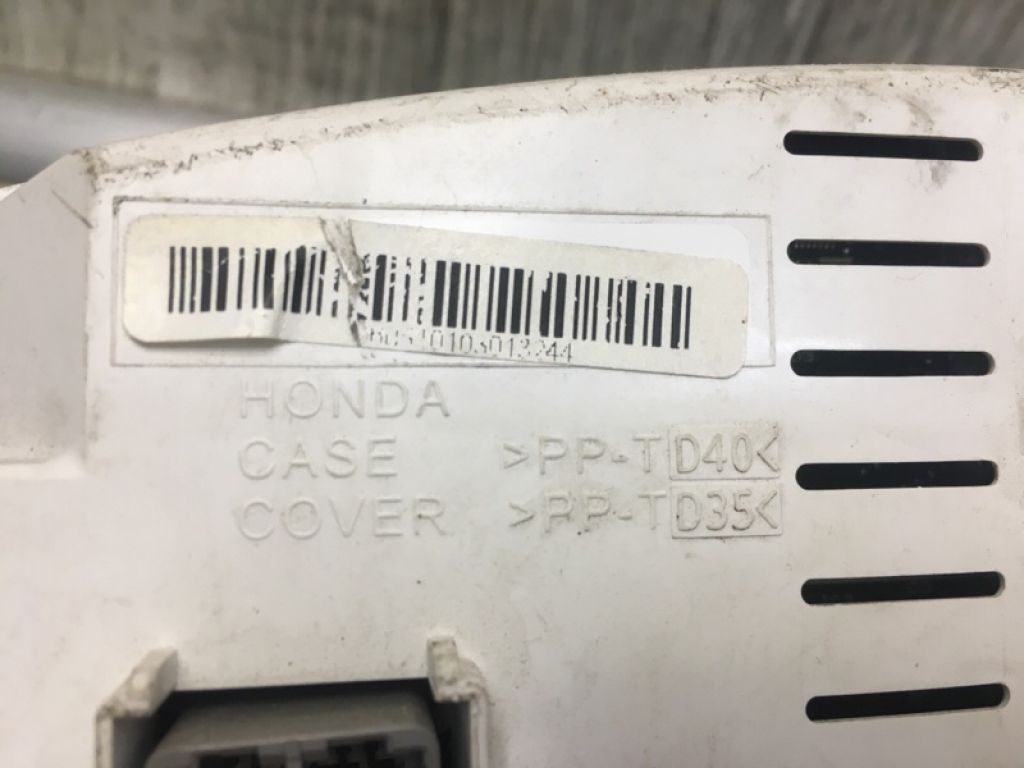 HONDA
CASE >PP-TD40<
COVER >PP-TD35<